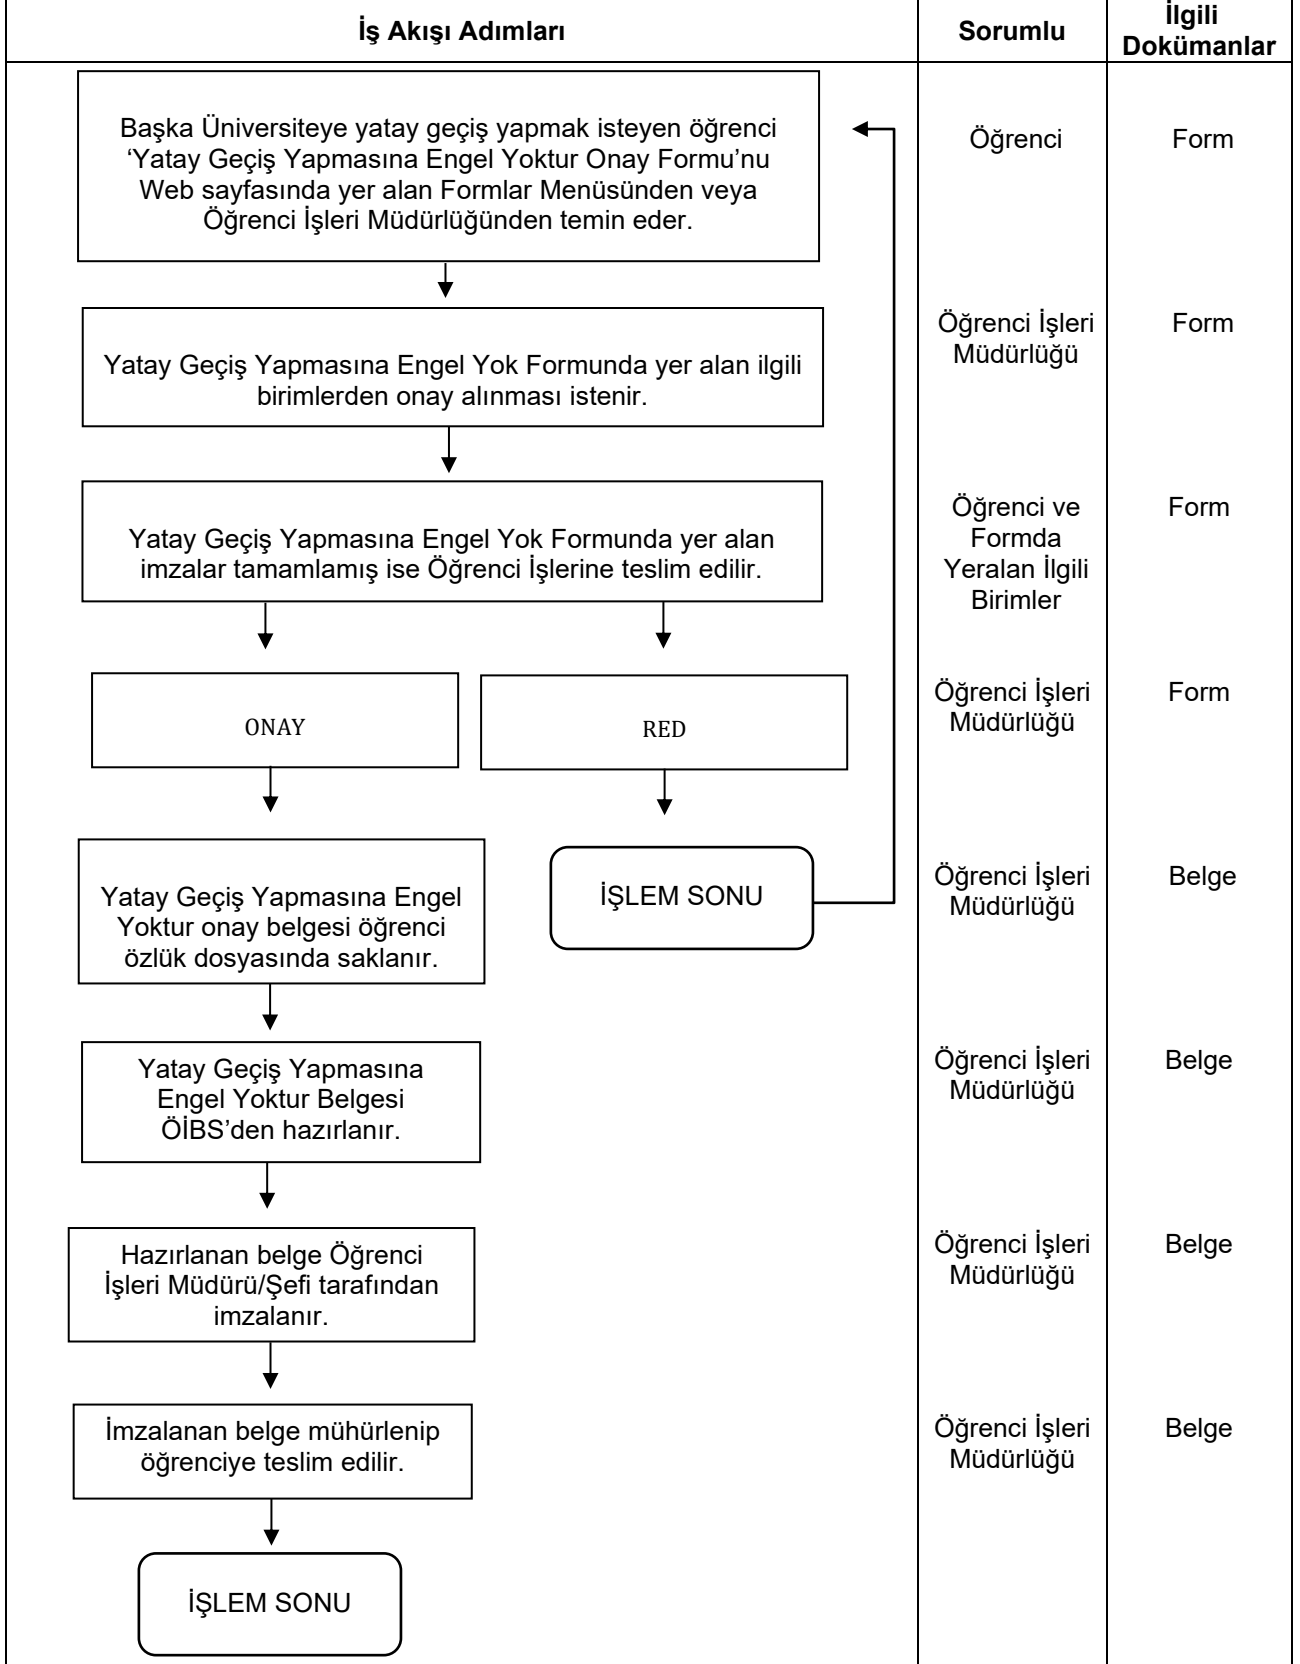 İş Akışı Adımları
Sorumlu
İlgili
Dokümanlar
Başka Üniversiteye yatay geçiş yapmak isteyen öğrenci
‘Yatay Geçiş Yapmasına Engel Yoktur Onay Formu’nu
Web sayfasında yer alan Formlar Menüsünden veya
Öğrenci İşleri Müdürlüğünden temin eder.
Öğrenci
Form
Yatay Geçiş Yapmasına Engel Yok Formunda yer alan ilgili
birimlerden onay alınması istenir.
Öğrenci İşleri
Müdürlüğü
Form
Yatay Geçiş Yapmasına Engel Yok Formunda yer alan
imzalar tamamlamış ise Öğrenci İşlerine teslim edilir.
Öğrenci ve
Formda
Yeralan İlgili
Birimler
Form
ONAY
RED
Öğrenci İşleri
Müdürlüğü
Form
Yatay Geçiş Yapmasına Engel
Yoktur onay belgesi öğrenci
özlük dosyasında saklanır.
İŞLEM SONU
Öğrenci İşleri
Müdürlüğü
Belge
Yatay Geçiş Yapmasına
Engel Yoktur Belgesi
ÖİBS’den hazırlanır.
Öğrenci İşleri
Müdürlüğü
Belge
Hazırlanan belge Öğrenci
İşleri Müdürü/Şefi tarafından
imzalanır.
Öğrenci İşleri
Müdürlüğü
Belge
İmzalanan belge mühürlenip
öğrenciye teslim edilir.
Öğrenci İşleri
Müdürlüğü
Belge
İŞLEM SONU